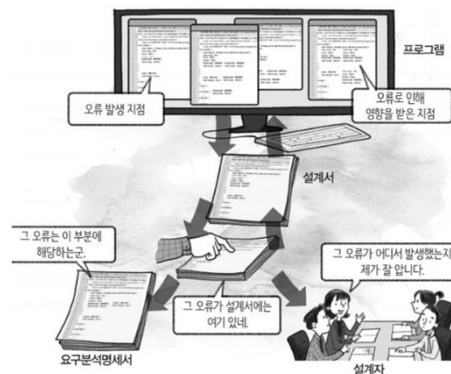 프로그램
오류 발생 지점
오류로 인해
영향을 받은 지점
설계서
그 오류는 이 부분에
해당하는군.
그 오류가 어디서 발생했는지
제가 잘 압니다.
그 오류가 설계서에는
여기 있네.
요구분석명세서
설계자